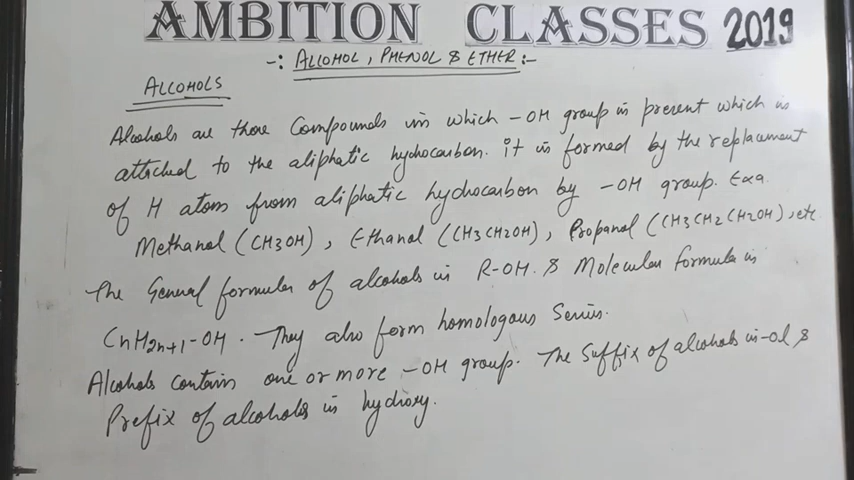 AMBITION CLASSES 2019
-: ALCOHOL, PHENOL & ETHER :-
ALCOHOLS
Alcohols are those Compounds in which -OH group is present which is
attached to the aliphatic hydrocarbon. it is formed by the replacement
of H atom from aliphatic hydrocarbon by -OH group. Exa.
Methanol (CH3OH), Ethanol (CH3CH2OH), Propanol (CH3CH2CH2OH), etc
The General formula of alcohols is R-OH. & Molecular formula is
CnH2n+1-OH. They also form homologous Series.
Alcohols contain one or more -OH group. The Suffix of alcohols is -ol &
Prefix of alcohols is hydroxy.